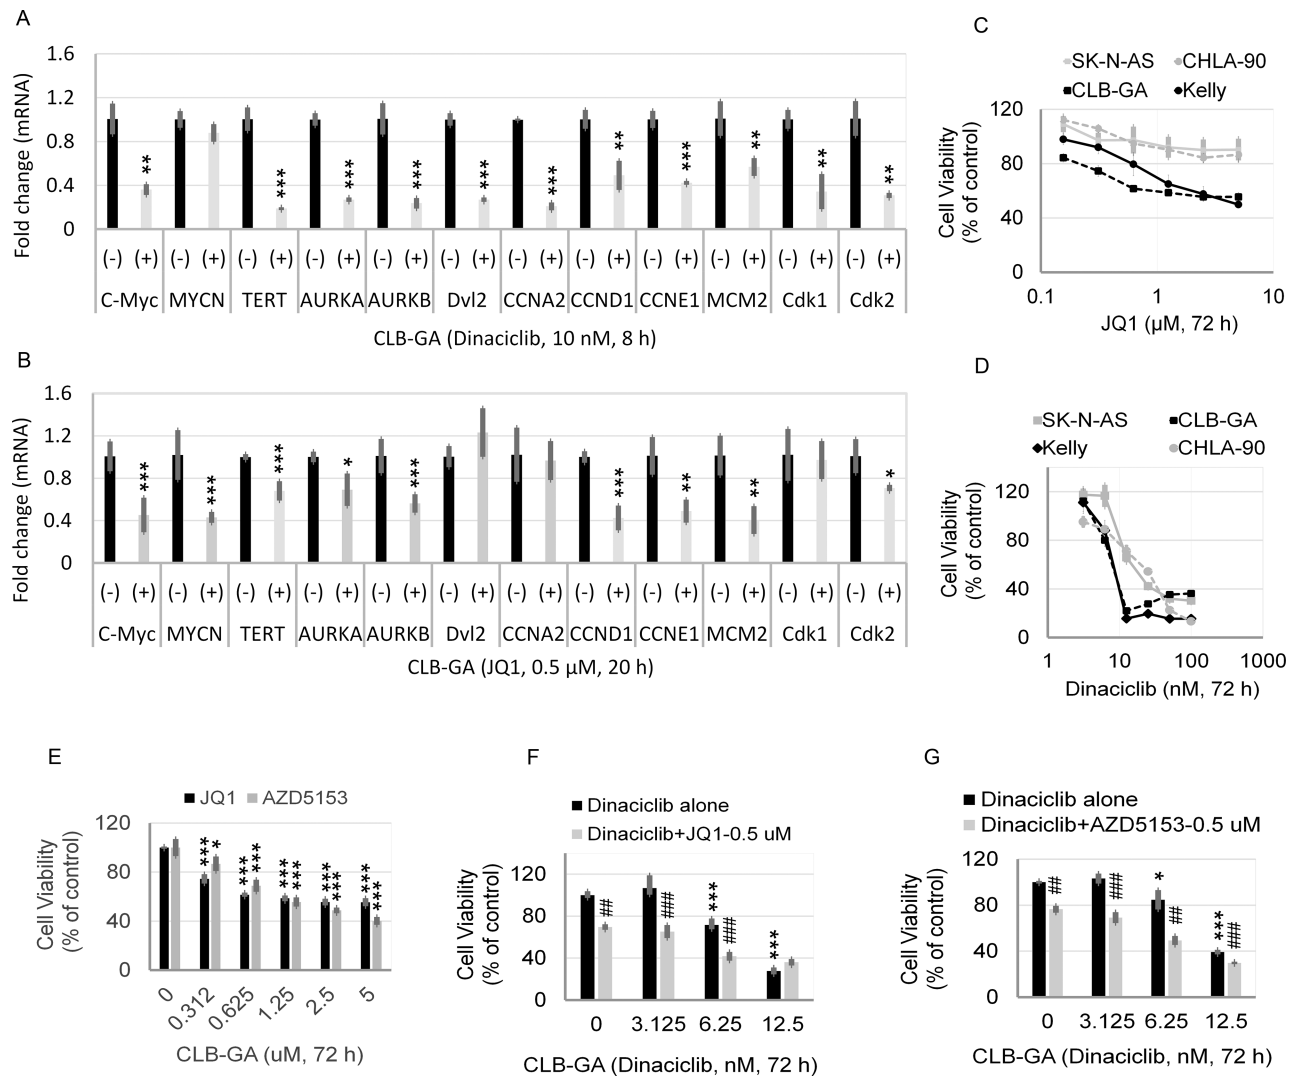 A
Fold change (mRNA)
1.6
1.2
0.8
0.4
0
** *** *** *** *** *** ** *** ** ** **
(-) (+) (-) (+) (-) (+) (-) (+) (-) (+) (-) (+) (-) (+) (-) (+) (-) (+) (-) (+) (-) (+) (-) (+)
C-Myc MYCN TERT AURKA AURKB Dvl2 CCNA2 CCND1 CCNE1 MCM2 Cdk1 Cdk2
CLB-GA (Dinaciclib, 10 nM, 8 h)
B
Fold change (mRNA)
1.6
1.2
0.8
0.4
0
*** *** *** * *** *** ** ** *
(-) (+) (-) (+) (-) (+) (-) (+) (-) (+) (-) (+) (-) (+) (-) (+) (-) (+) (-) (+) (-) (+) (-) (+)
C-Myc MYCN TERT AURKA AURKB Dvl2 CCNA2 CCND1 CCNE1 MCM2 Cdk1 Cdk2
CLB-GA (JQ1, 0.5 µM, 20 h)
C
SK-N-AS CHLA-90
CLB-GA Kelly
Cell Viability
(% of control)
120
80
40
0
0.1 1 10
JQ1 (µM, 72 h)
D
SK-N-AS CLB-GA
Kelly CHLA-90
Cell Viability
(% of control)
120
80
40
0
1 10 100 1000
Dinaciclib (nM, 72 h)
E
JQ1 AZD5153
Cell Viability
(% of control)
120
80
40
0
*** * *** *** *** *** *** *** *** ***
0 0.312 0.625 1.25 2.5 5
CLB-GA (uM, 72 h)
F
Dinaciclib alone
Dinaciclib+JQ1-0.5 uM
Cell Viability
(% of control)
120
80
40
0
## ### *** ### ***
0 3.125 6.25 12.5
CLB-GA (Dinaciclib, nM, 72 h)
G
Dinaciclib alone
Dinaciclib+AZD5153-0.5 uM
Cell Viability
(% of control)
120
80
40
0
## ### * ## *** ###
0 3.125 6.25 12.5
CLB-GA (Dinaciclib, nM, 72 h)